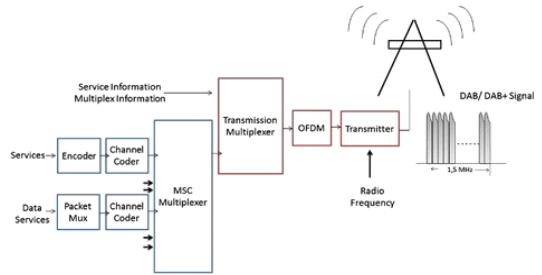 Service Information
Multiplex Information
Transmission
Multiplexer
OFDM
Transmitter
DAB/ DAB+ Signal
1,5 MHz
Radio
Frequency
Services
Encoder
Channel
Coder
MSC
Multiplexer
Data
Services
Packet
Mux
Channel
Coder